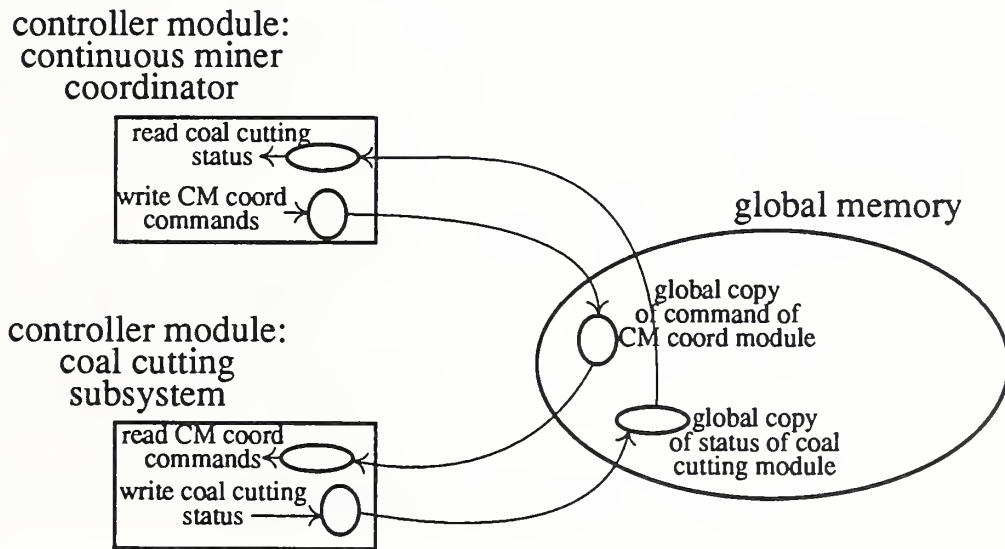 controller module:
continuous miner
coordinator
read coal cutting
status
write CM coord
commands
global memory
global copy
of command of
CM coord module
controller module:
coal cutting
subsystem
read CM coord
commands
write coal cutting
status
global copy
of status of coal
cutting module